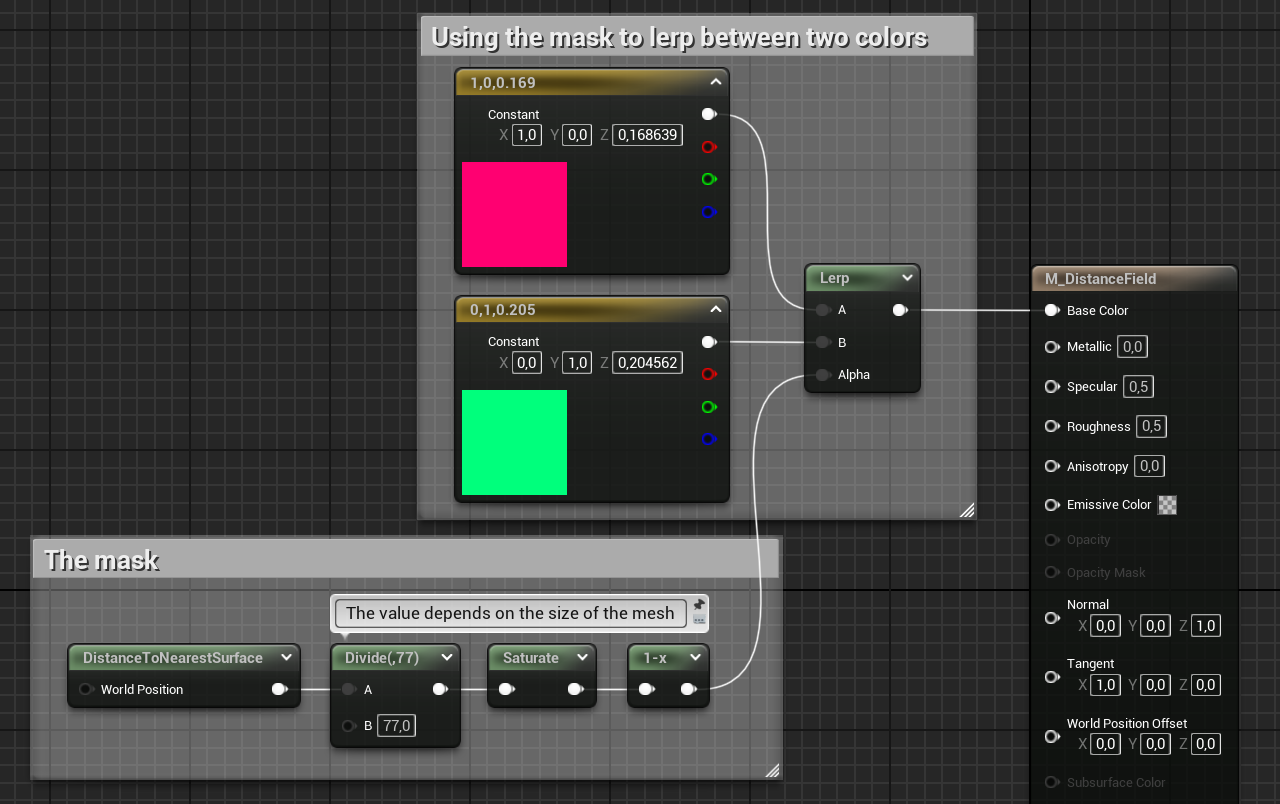 Using the mask to lerp between two colors
1,0,0.169
Constant
X 1,0 Y 0,0 Z 0,168639
0,1,0.205
Constant
X 0,0 Y 1,0 Z 0,204562
Lerp
A
B
Alpha
M_DistanceField
Base Color
Metallic 0,0
Specular 0,5
Roughness 0,5
Anisotropy 0,0
Emissive Color
Opacity
Opacity Mask
Normal
X 0,0 Y 0,0 Z 1,0
Tangent
X 1,0 Y 0,0 Z 0,0
World Position Offset
X 0,0 Y 0,0 Z 0,0
Subsurface Color
The mask
The value depends on the size of the mesh
DistanceToNearestSurface
World Position
Divide(,77)
A
B 77,0
Saturate
1-x